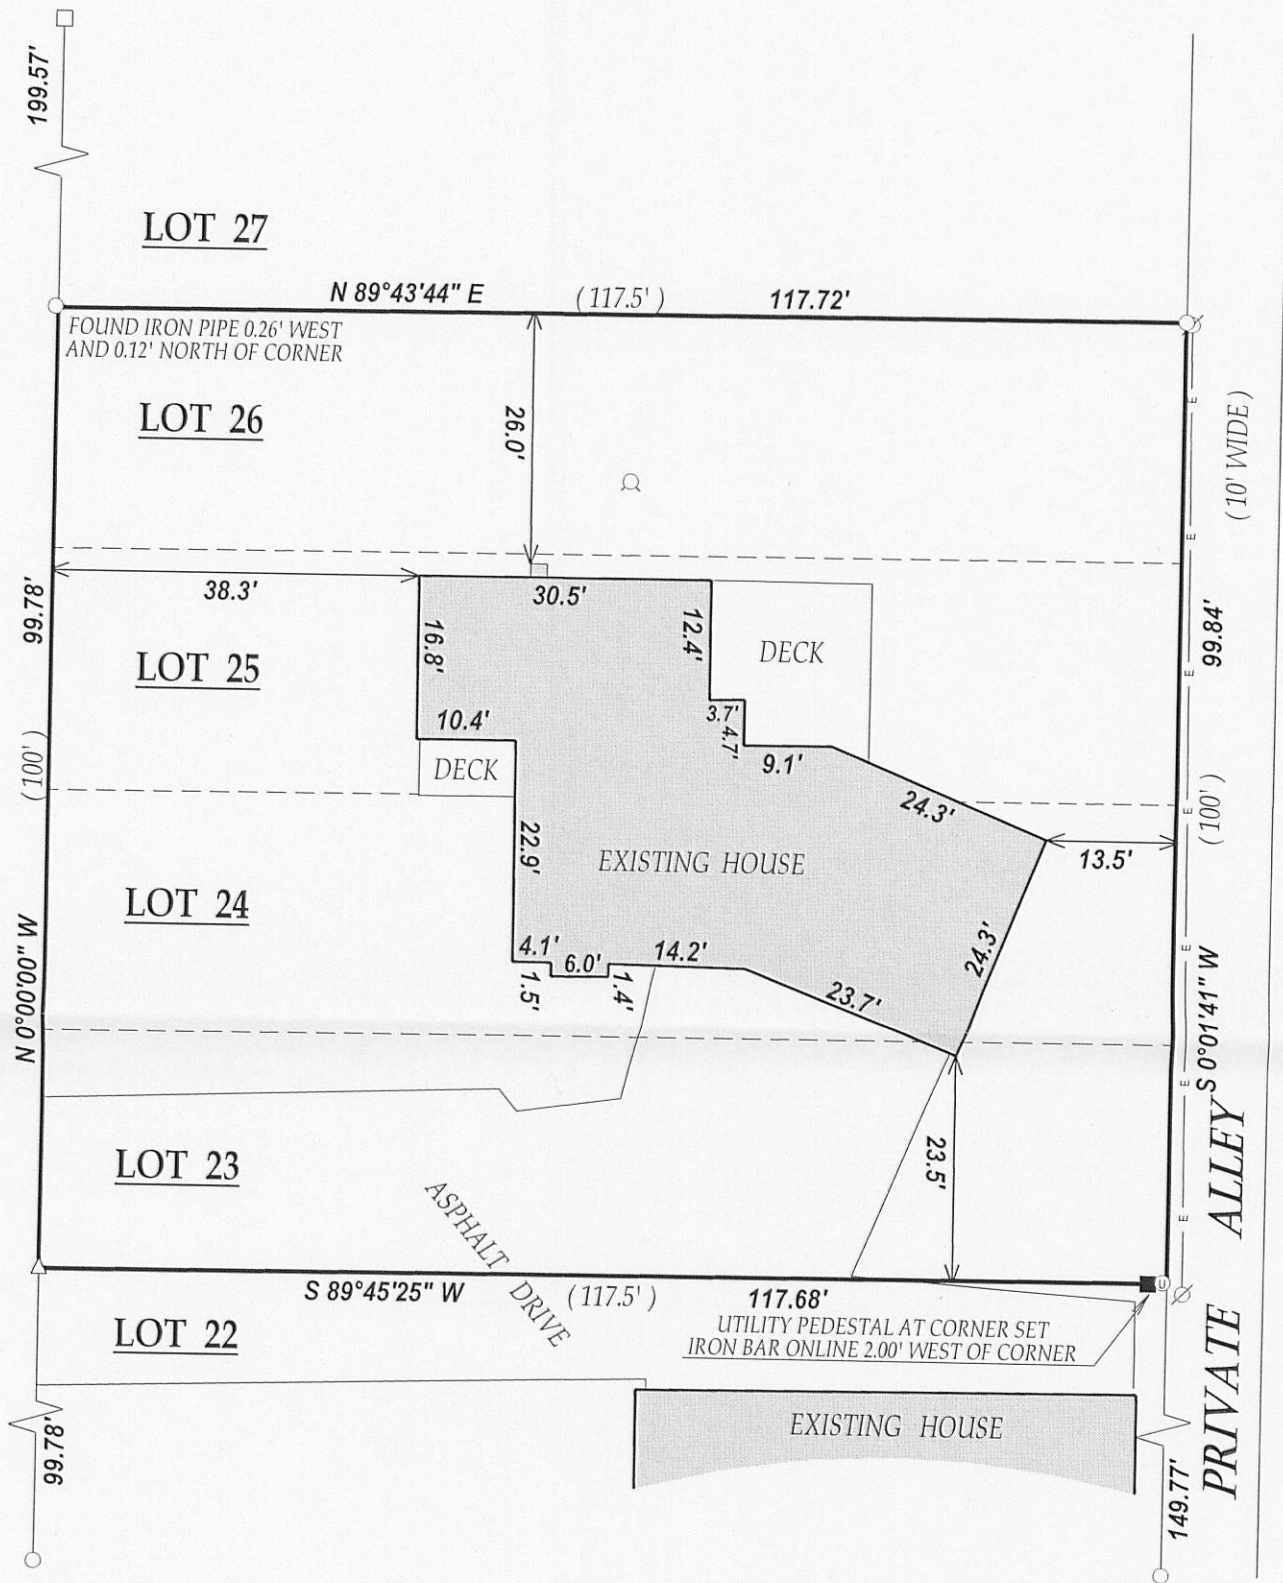 199.57'
LOT 27
N 89°43'44" E (117.5') 117.72'
FOUND IRON PIPE 0.26' WEST
AND 0.12' NORTH OF CORNER
LOT 26
26.0'
(10' WIDE)
E
E
38.3'
30.5'
99.78'
16.8'
12.4'
DECK
99.84'
LOT 25
E
10.4'
3.7'
4.7'
9.1'
DECK
(100')
24.3'
E
(100')
22.9'
EXISTING HOUSE
13.5'
LOT 24
N 0°00'00" W
4.1'
6.0'
14.2'
24.3'
E
1.5'
1.4'
23.7'
S 0°01'41" W
E
LOT 23
23.5'
ASPHALT DRIVE
E
PRIVATE ALLEY
S 89°45'25" W (117.5') 117.68'
U
LOT 22
UTILITY PEDESTAL AT CORNER SET
IRON BAR ONLINE 2.00' WEST OF CORNER
EXISTING HOUSE
99.78'
149.77'